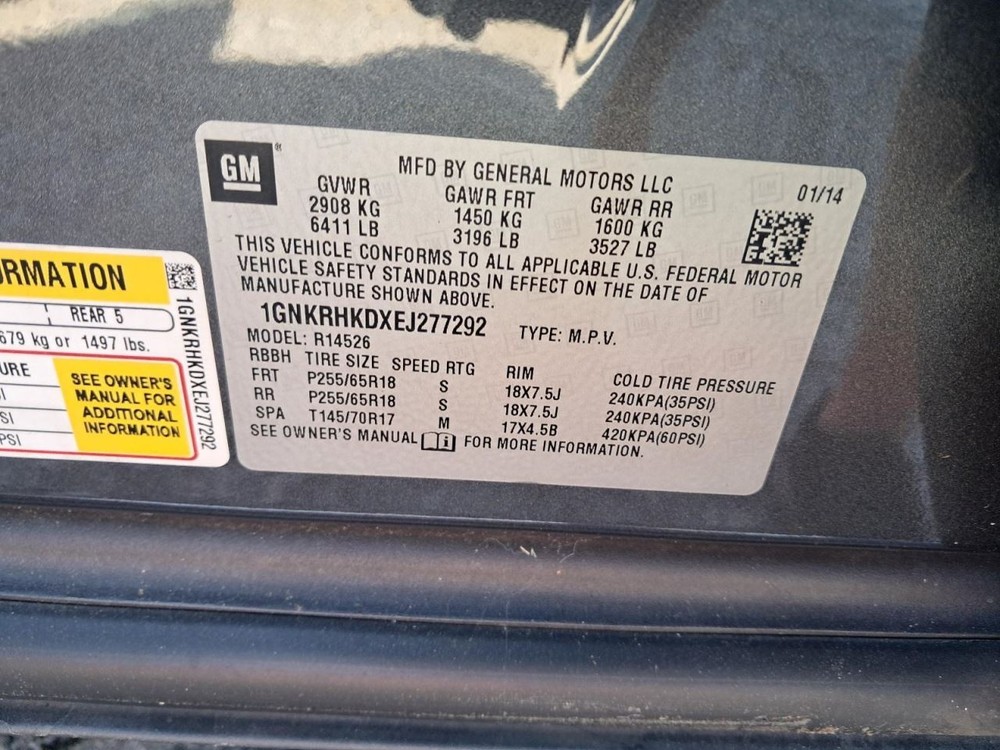 GM
MFD BY GENERAL MOTORS LLC 01/14
GVWR GAWR FRT GAWR RR
2908 KG 1450 KG 1600 KG
6411 LB 3196 LB 3527 LB
THIS VEHICLE CONFORMS TO ALL APPLICABLE U.S. FEDERAL MOTOR
VEHICLE SAFETY STANDARDS IN EFFECT ON THE DATE OF
MANUFACTURE SHOWN ABOVE.
1GNKRHKDXEJ277292 TYPE: M.P.V.
MODEL: R14526
RBBH TIRE SIZE SPEED RTG RIM COLD TIRE PRESSURE
FRT P255/65R18 S 18X7.5J 240KPA(35PSI)
RR P255/65R18 S 18X7.5J 240KPA(35PSI)
SPA T145/70R17 M 17X4.5B 420KPA(60PSI)
SEE OWNER'S MANUAL FOR MORE INFORMATION.
ORMATION
REAR 5
679 kg or 1497 lbs.
URE
SI
SI
PSI
SEE OWNER'S
MANUAL FOR
ADDITIONAL
INFORMATION
1GNKRHKDXEJ277292